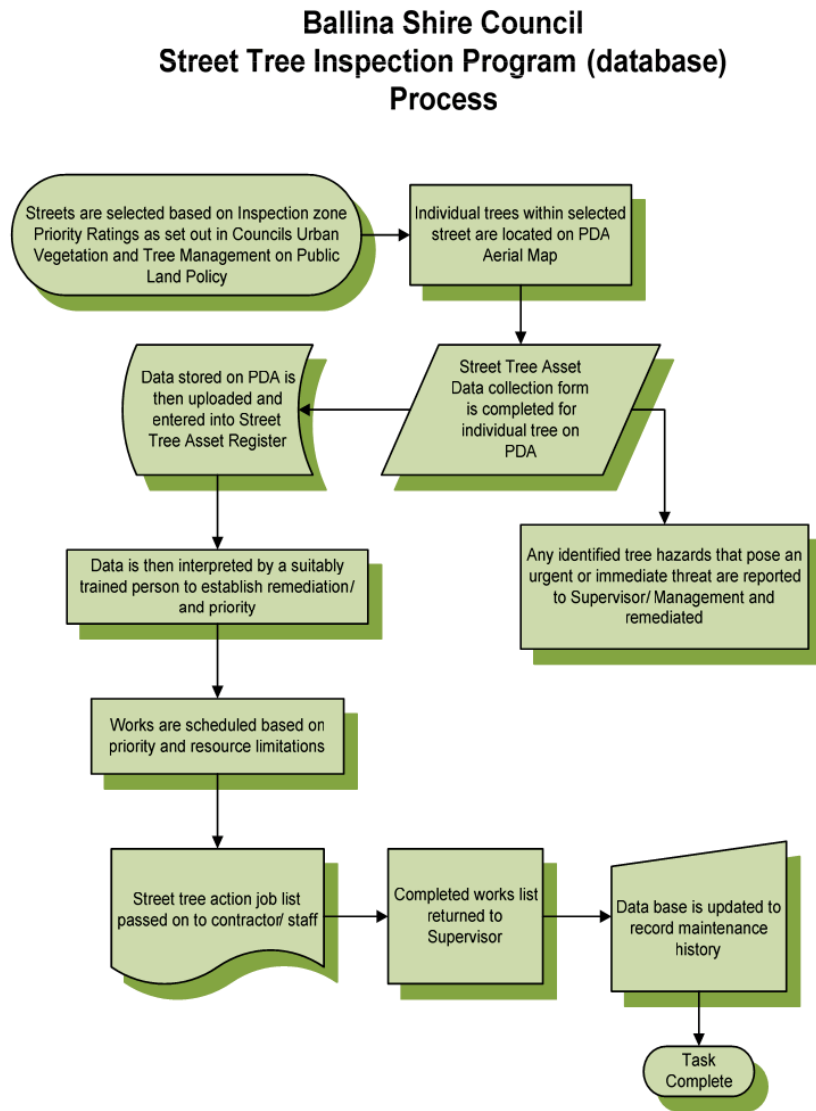 Ballina Shire Council
Street Tree Inspection Program (database)
Process
Streets are selected based on Inspection zone
Priority Ratings as set out in Councils Urban
Vegetation and Tree Management on Public
Land Policy
Individual trees within selected
street are located on PDA
Aerial Map
Street Tree Asset
Data collection form
is completed for
individual tree on
PDA
Data stored on PDA is
then uploaded and
entered into Street
Tree Asset Register
Any identified tree hazards that pose an
urgent or immediate threat are reported
to Supervisor/ Management and
remediated
Data is then interpreted by a suitably
trained person to establish remediation/
and priority
Works are scheduled based on
priority and resource limitations
Street tree action job list
passed on to contractor/ staff
Completed works list
returned to
Supervisor
Data base is updated to
record maintenance
history
Task
Complete